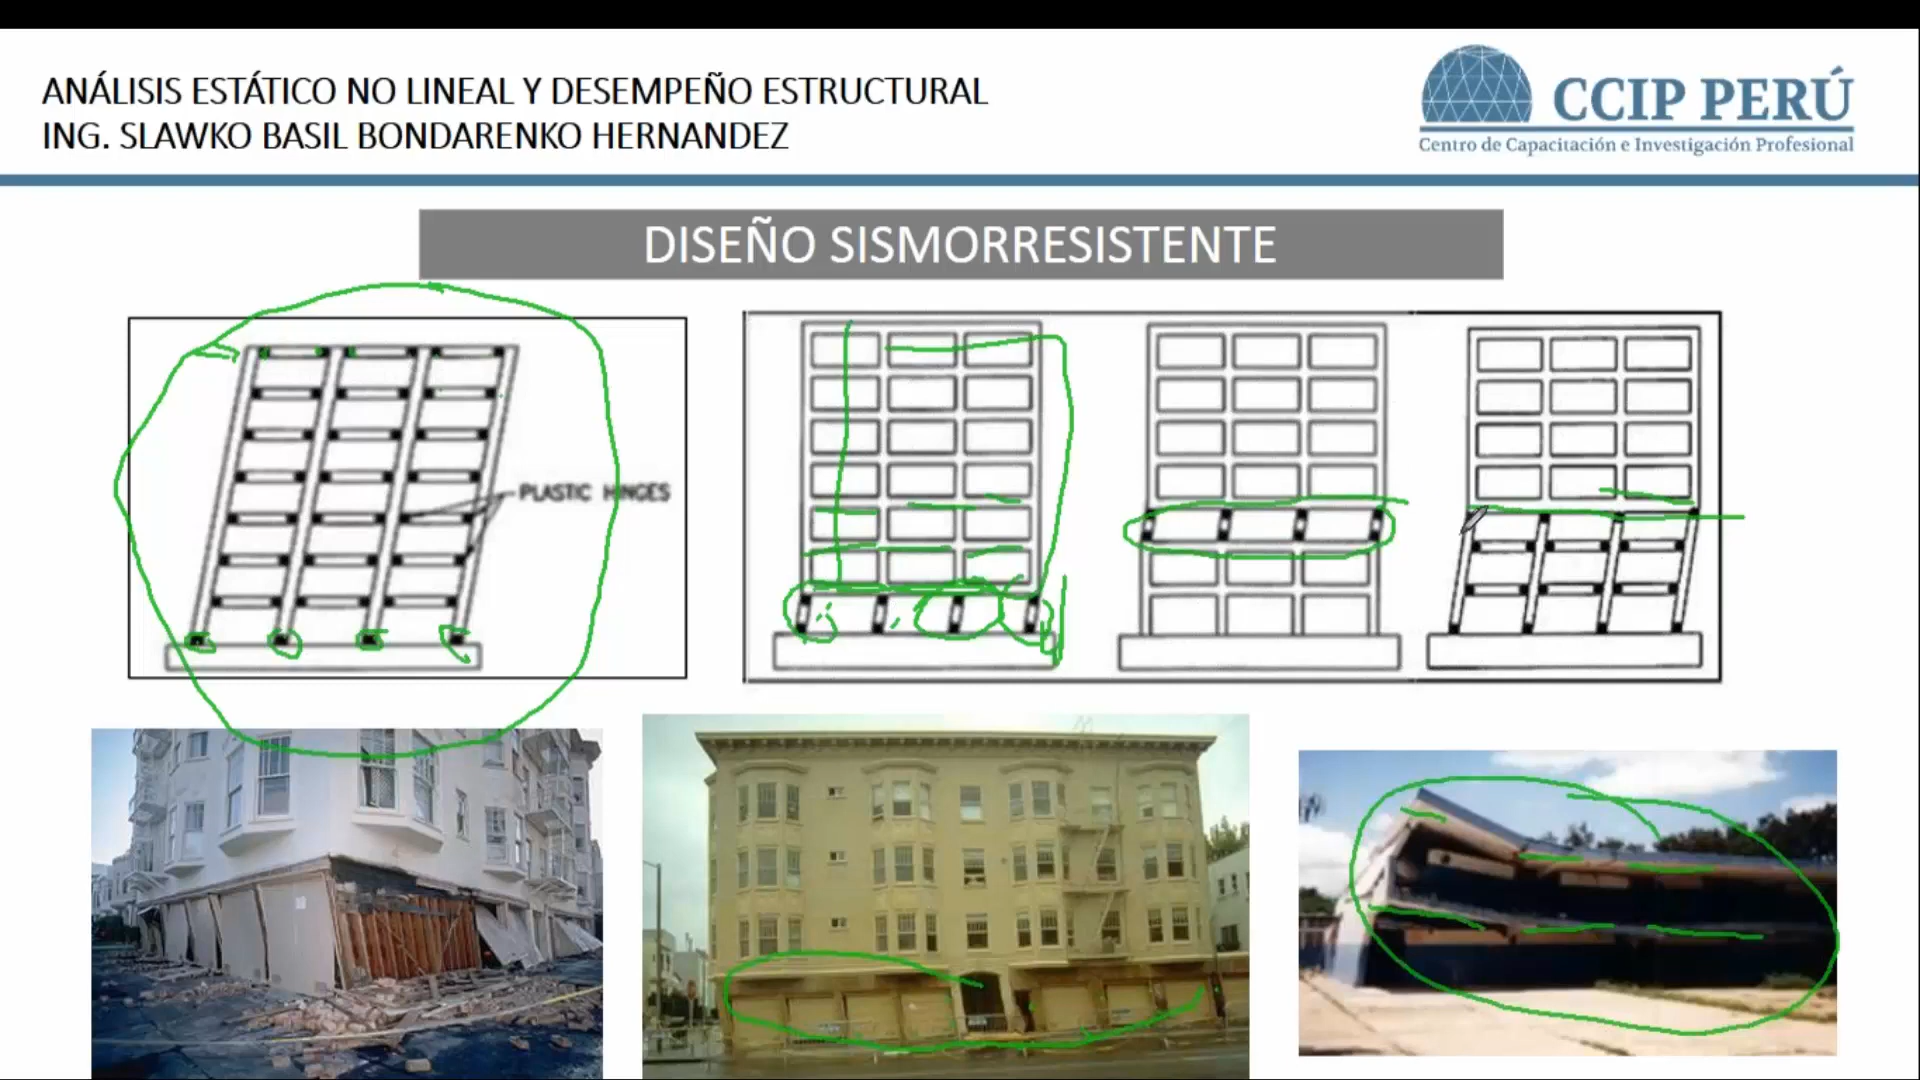 ANÁLISIS ESTÁTICO NO LINEAL Y DESEMPEÑO ESTRUCTURAL
ING. SLAWKO BASIL BONDARENKO HERNANDEZ
CCIP PERÚ
Centro de Capacitación e Investigación Profesional
DISEÑO SISMORRESISTENTE
PLASTIC HINGES